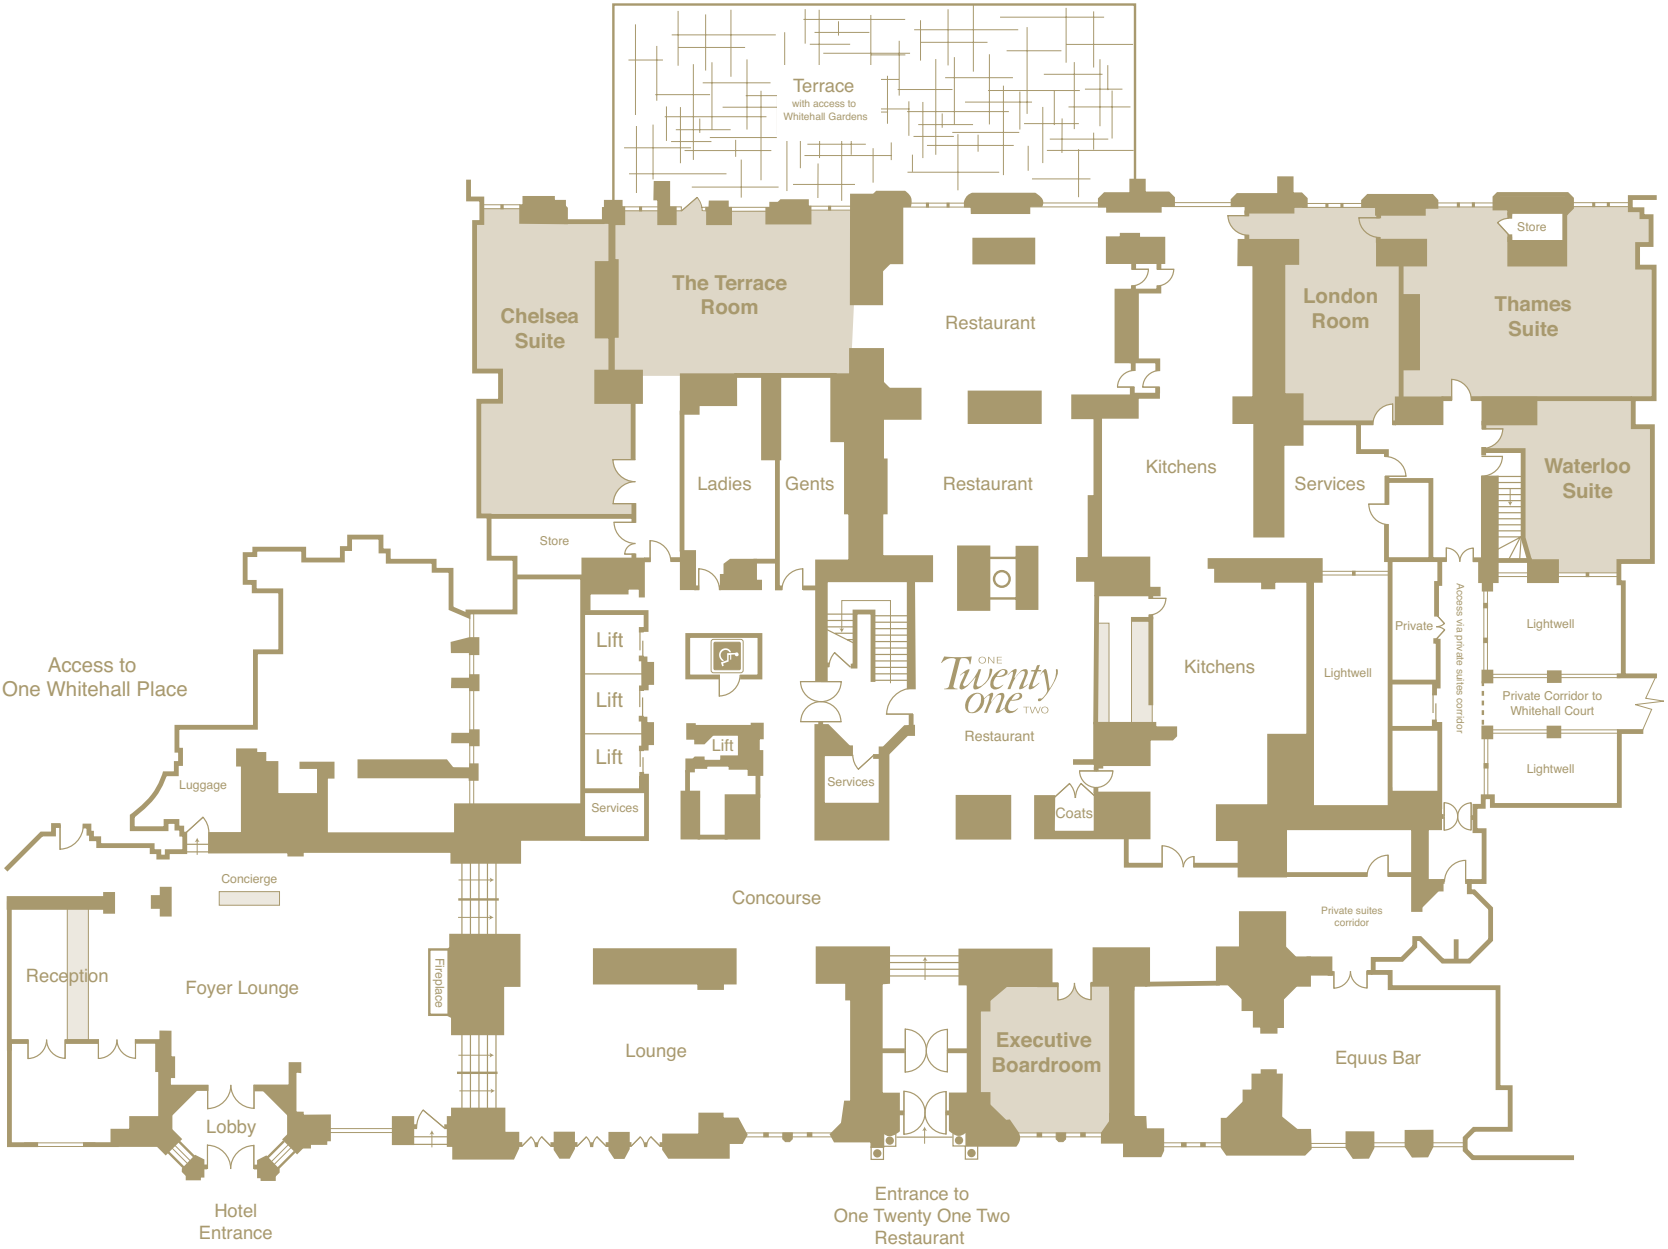 Terrace
with access to
Whitehall Gardens
Store
The Terrace
Room
Chelsea
Suite
London
Room
Thames
Suite
Restaurant
Kitchens
Waterloo
Suite
Ladies
Gents
Restaurant
Services
Store
Access via private suites corridor
Private
Lightwell
Lift
Access to
One Whitehall Place
ONE
Twenty
one TWO
Restaurant
Kitchens
Lightwell
Lift
Private Corridor to
Whitehall Court
Lift
Lift
Luggage
Services
Services
Coats
Lightwell
Concierge
Concourse
Private suites
corridor
Reception
Foyer Lounge
Fireplace
Lounge
Executive
Boardroom
Equus Bar
Lobby
Hotel
Entrance
Entrance to
One Twenty One Two
Restaurant